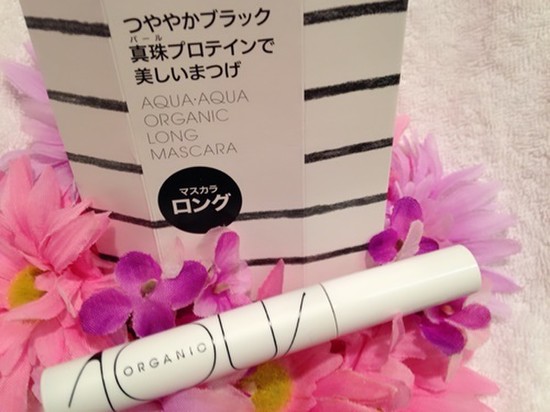 つややかブラック
パール
真珠プロテインで
美しいまつげ
AQUA・AQUA
ORGANIC
LONG
MASCARA
マスカラ
ロング
ORGANIC